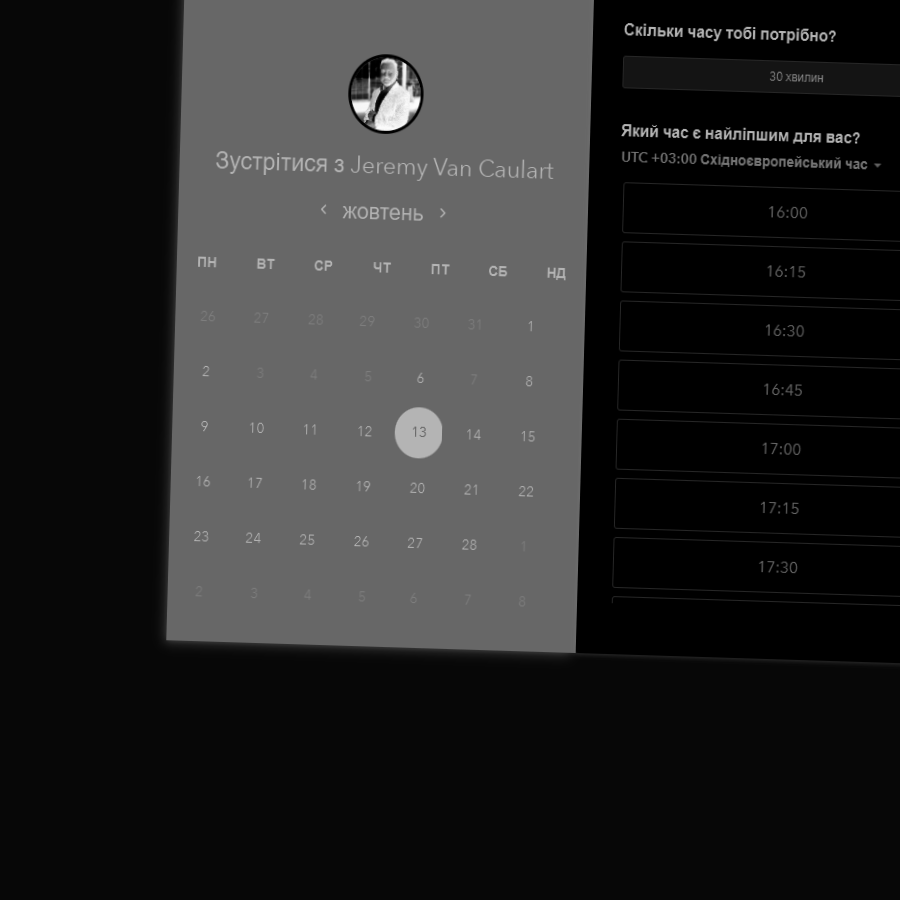 Зустрітися з Jeremy Van Caulart
‹ жовтень ›
ПН ВТ СР ЧТ ПТ СБ НД
26 27 28 29 30 31 1
2 3 4 5 6 7 8
9 10 11 12 13 14 15
16 17 18 19 20 21 22
23 24 25 26 27 28 1
2 3 4 5 6 7 8
Скільки часу тобі потрібно?
30 хвилин
Який час є найліпшим для вас?
UTC +03:00 Східноєвропейський час
16:00
16:15
16:30
16:45
17:00
17:15
17:30